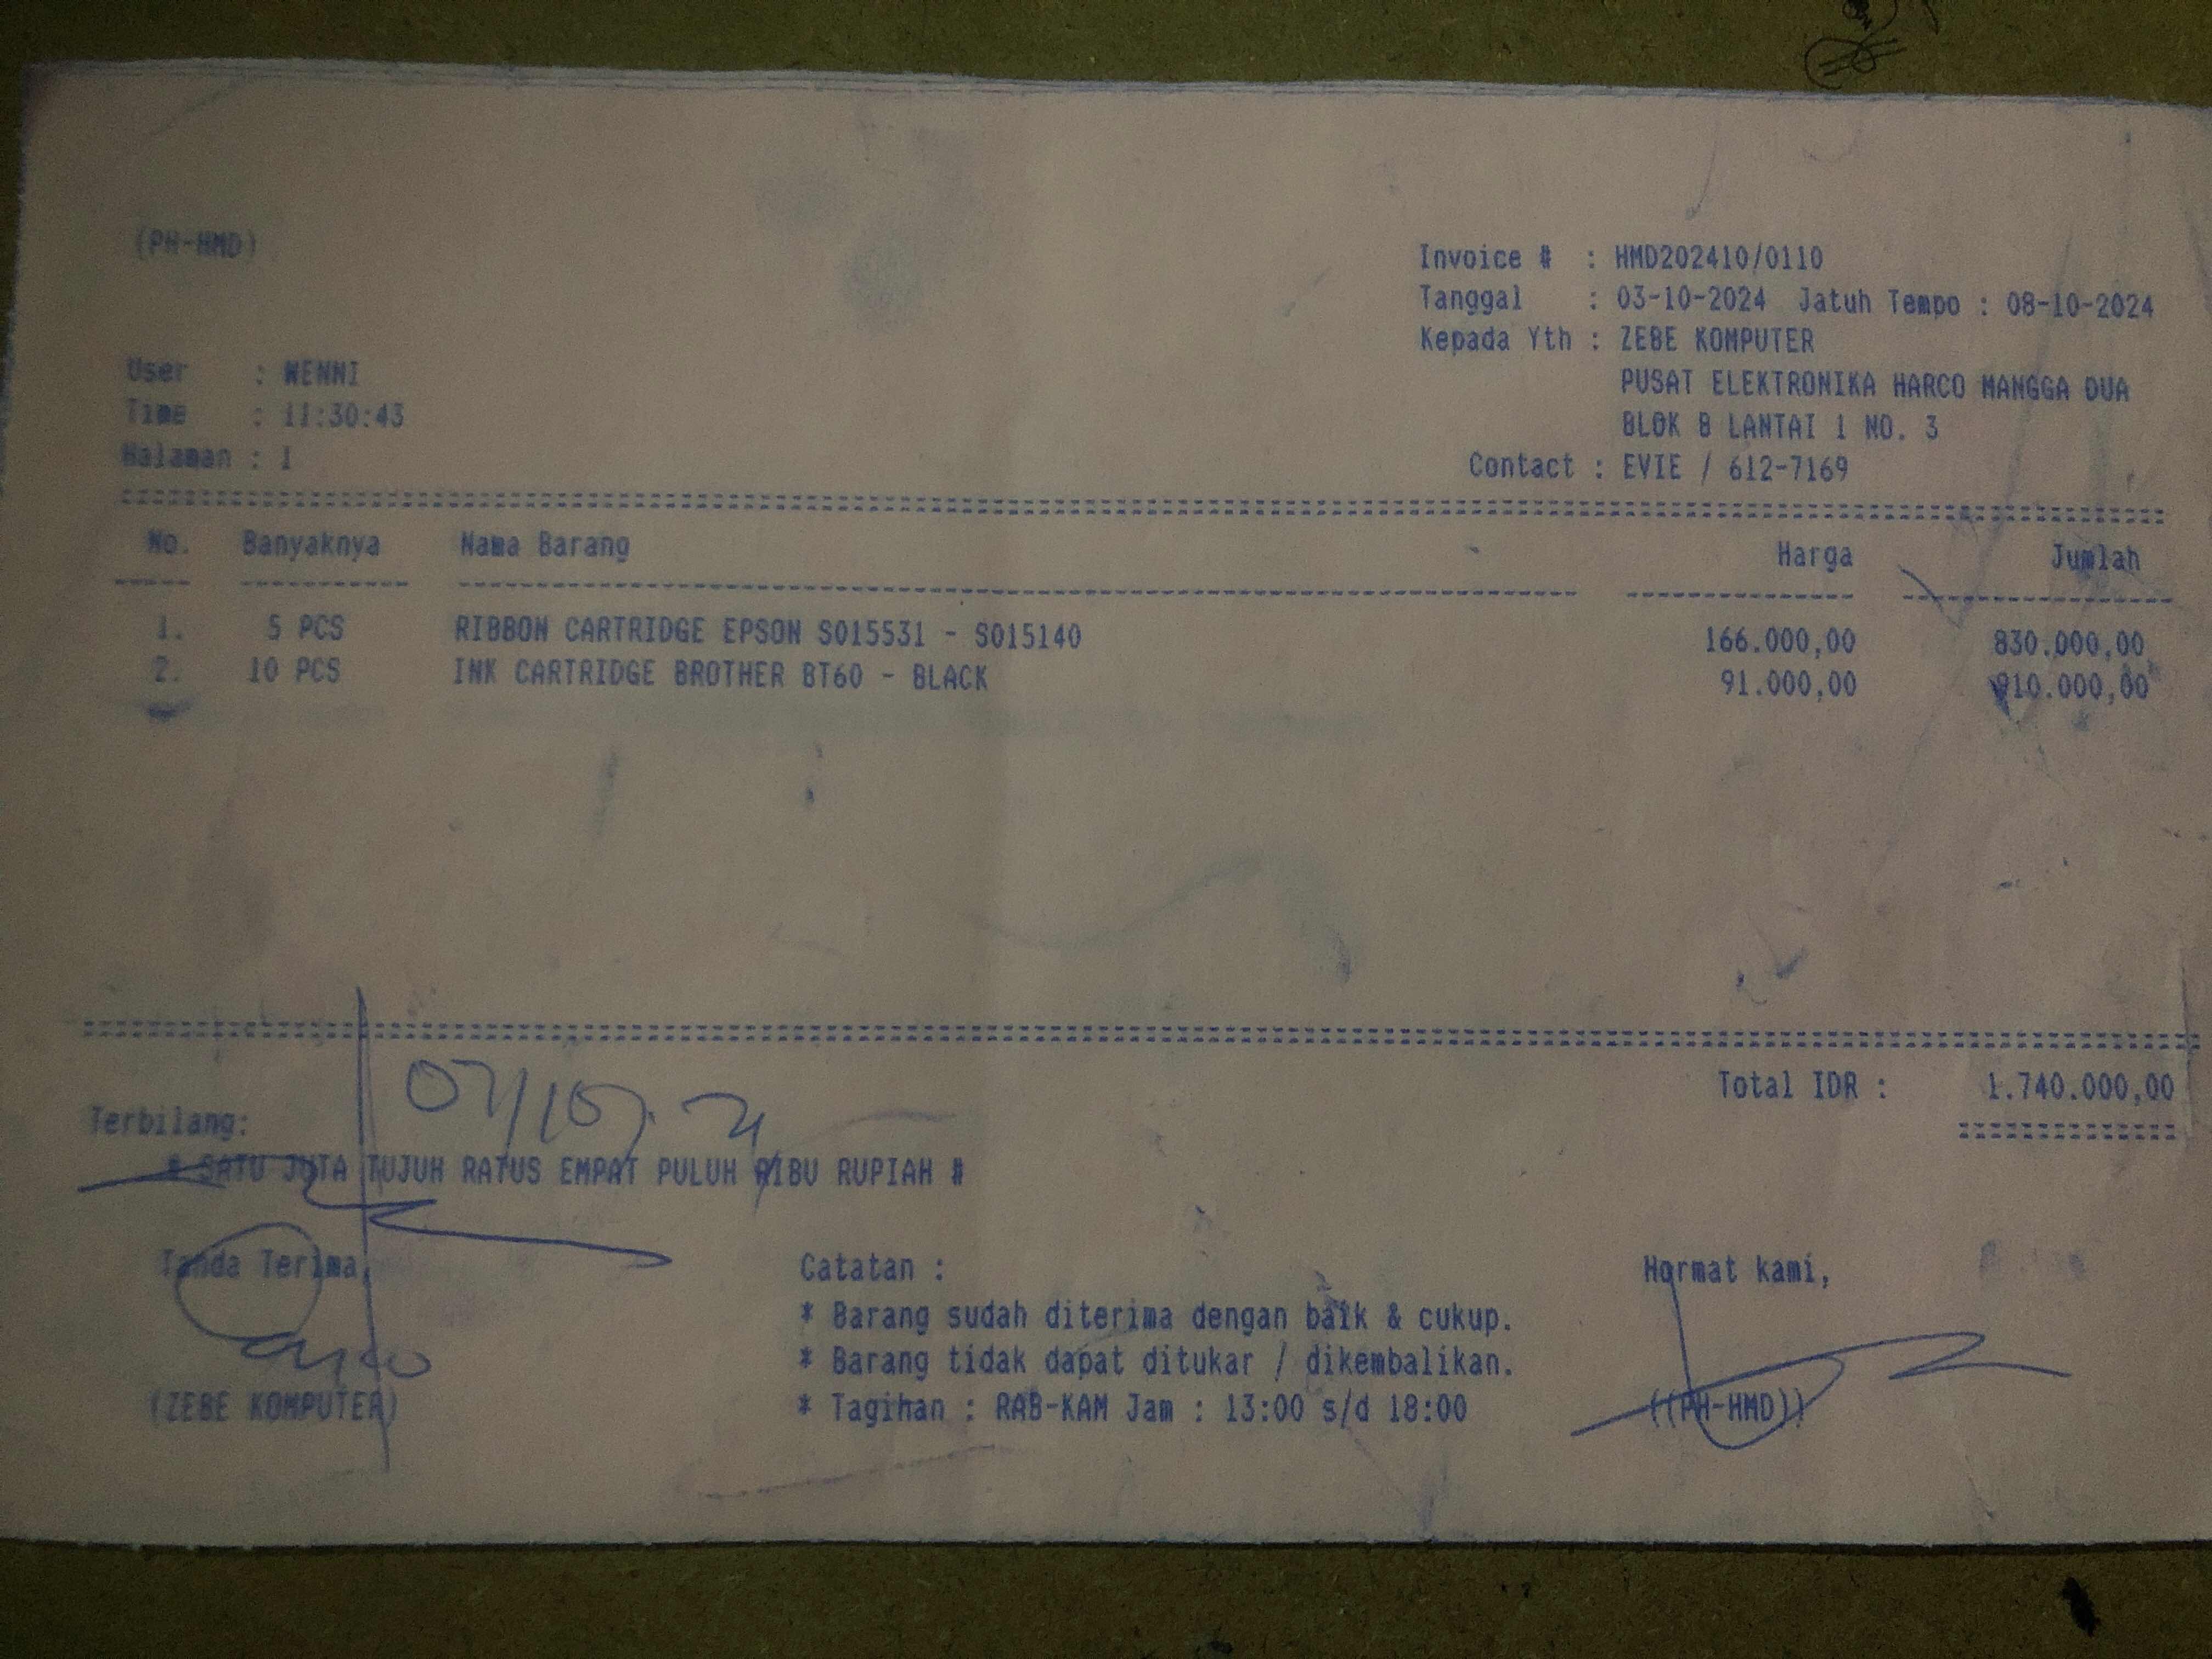 (PH-HMD)
Invoice # : HMD202410/0110
Tanggal : 03-10-2024 Jatuh Tempo : 08-10-2024
Kepada Yth : ZEBE KOMPUTER
PUSAT ELEKTRONIKA HARCO MANGGA DUA
BLOK B LANTAI 1 NO. 3
Contact : EVIE / 612-7169
User : WENNI
Time : 11:30:43
Halaman : 1
No. Banyaknya Nama Barang Harga Jumlah
1. 5 PCS RIBBON CARTRIDGE EPSON S015531 - S015140 166.000,00 830.000,00
2. 10 PCS INK CARTRIDGE BROTHER BT60 - BLACK 91.000,00 910.000,00
Total IDR : 1.740.000,00
Terbilang:
# SATU JUTA TUJUH RATUS EMPAT PULUH RIBU RUPIAH #
Tanda Terima,
(ZEBE KOMPUTER)
Catatan :
* Barang sudah diterima dengan baik & cukup.
* Barang tidak dapat ditukar / dikembalikan.
* Tagihan : RAB-KAM Jam : 13:00 s/d 18:00
Hormat kami,
((PH-HMD))